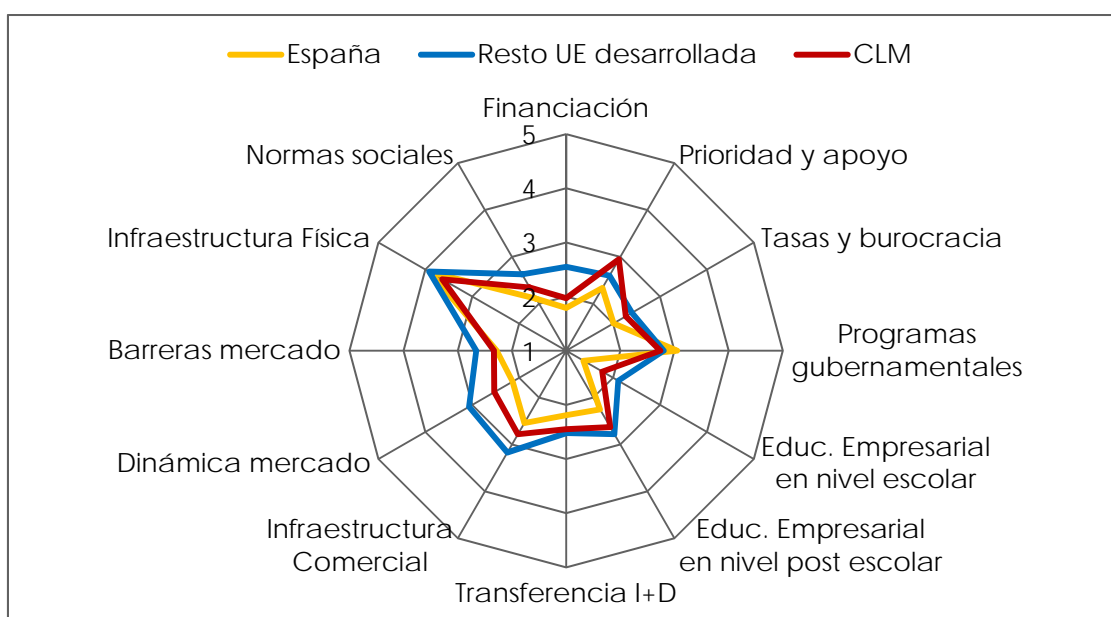 España Resto UE desarrollada CLM
Financiación
5
Normas sociales
Prioridad y apoyo
4
Infraestructura Física
3
Tasas y burocracia
2
Barreras mercado
1
Programas
gubernamentales
Dinámica mercado
Educ. Empresarial
en nivel escolar
Infraestructura
Comercial
Educ. Empresarial
en nivel post escolar
Transferencia I+D